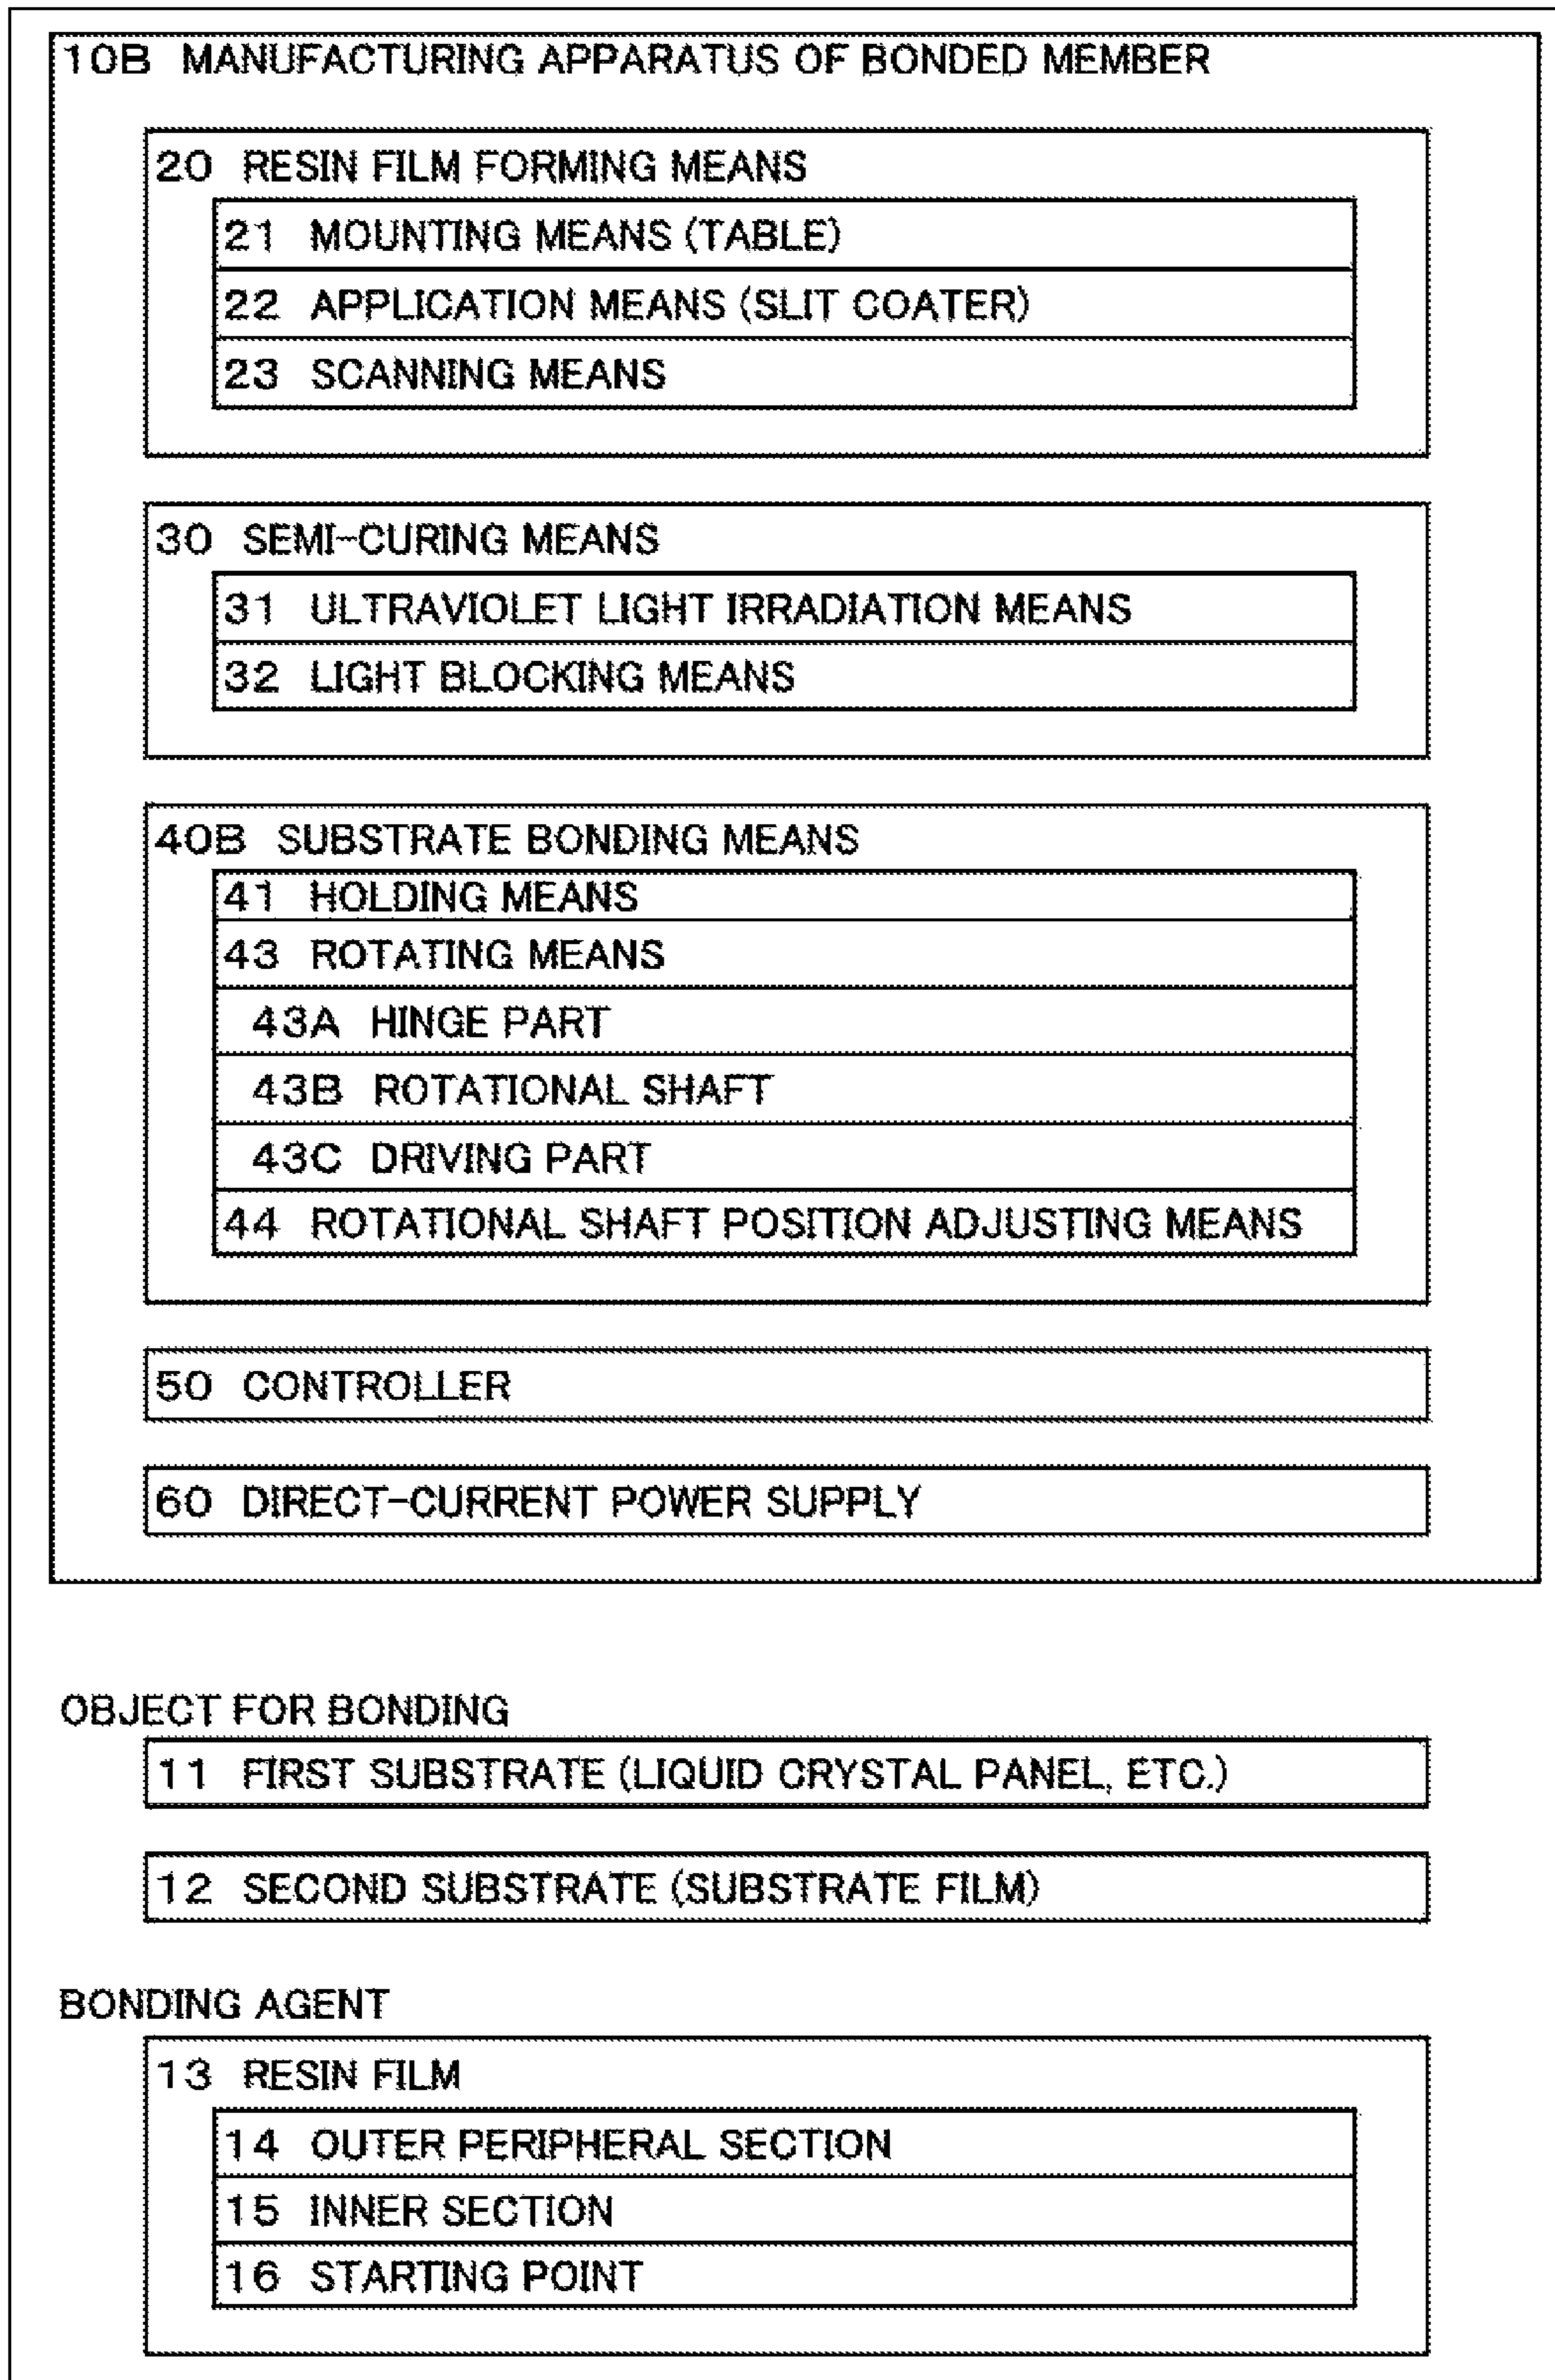 10B MANUFACTURING APPARATUS OF BONDED MEMBER
20 RESIN FILM FORMING MEANS
21 MOUNTING MEANS (TABLE)
22 APPLICATION MEANS (SLIT COATER)
23 SCANNING MEANS
30 SEMI-CURING MEANS
31 ULTRAVIOLET LIGHT IRRADIATION MEANS
32 LIGHT BLOCKING MEANS
40B SUBSTRATE BONDING MEANS
41 HOLDING MEANS
43 ROTATING MEANS
43A HINGE PART
43B ROTATIONAL SHAFT
43C DRIVING PART
44 ROTATIONAL SHAFT POSITION ADJUSTING MEANS
50 CONTROLLER
60 DIRECT-CURRENT POWER SUPPLY
OBJECT FOR BONDING
11 FIRST SUBSTRATE (LIQUID CRYSTAL PANEL, ETC.)
12 SECOND SUBSTRATE (SUBSTRATE FILM)
BONDING AGENT
13 RESIN FILM
14 OUTER PERIPHERAL SECTION
15 INNER SECTION
16 STARTING POINT